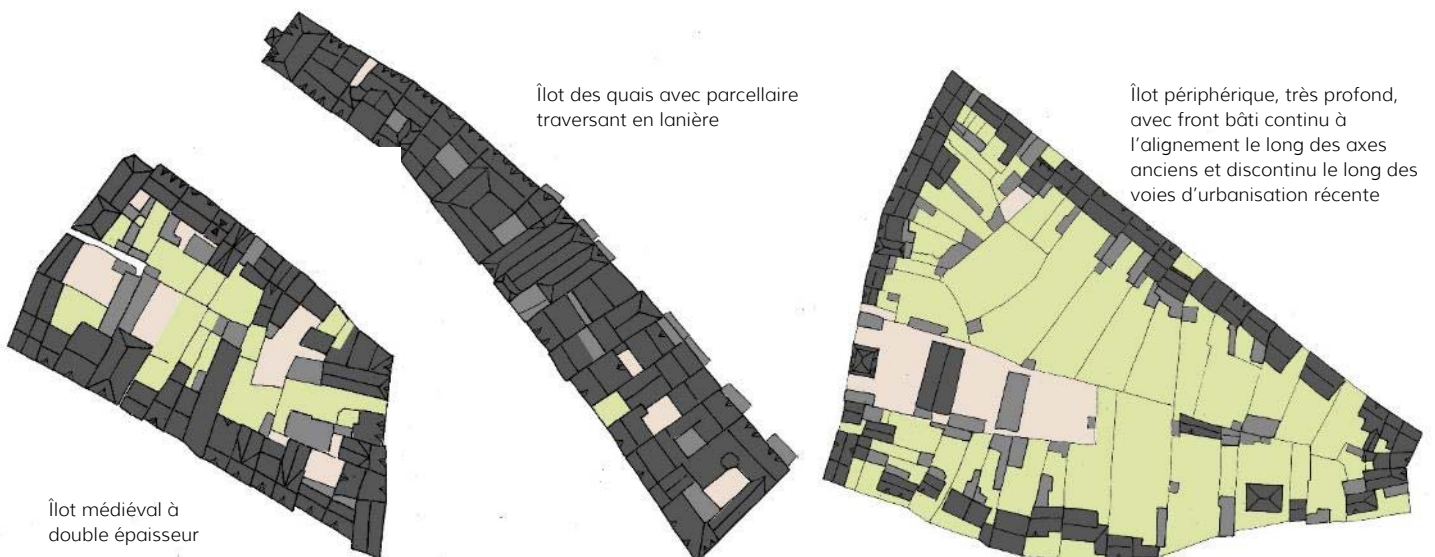 Îlot des quais avec parcellaire
traversant en lanière
Îlot périphérique, très profond,
avec front bâti continu à
l'alignement le long des axes
anciens et discontinu le long des
voies d'urbanisation récente
Îlot médiéval à
double épaisseur